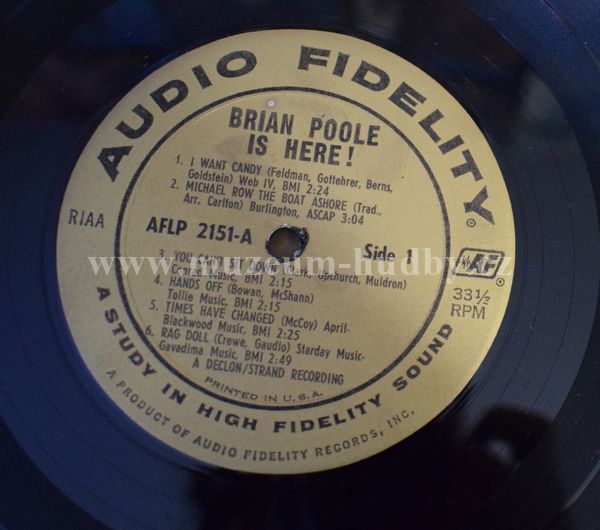 AUDIO FIDELITY®
BRIAN POOLE
IS HERE!
1. I WANT CANDY (Feldman, Gottehrer, Berns,
Goldstein) Web IV, BMI 2:24
2. MICHAEL ROW THE BOAT ASHORE (Trad.,
Arr. Carlton) Burlington, ASCAP 3:04
RIAA
AFLP 2151-A
Side 1
AF®
33⅓
RPM
www.muzeum-hudby.cz
3. YOU Upchurch, Muldron)
Music, BMI 2:15
4. HANDS OFF (Bowan, McShann)
Tollie Music, BMI 2:15
5. TIMES HAVE CHANGED (McCoy) April-
Blackwood Music, BMI 2:25
6. RAG DOLL (Crewe, Gaudio) Starday Music-
Gavadima Music, BMI 2:49
A DECLON/STRAND RECORDING
PRINTED IN U.S.A.
A STUDY IN HIGH FIDELITY SOUND
A PRODUCT OF AUDIO FIDELITY RECORDS, INC.